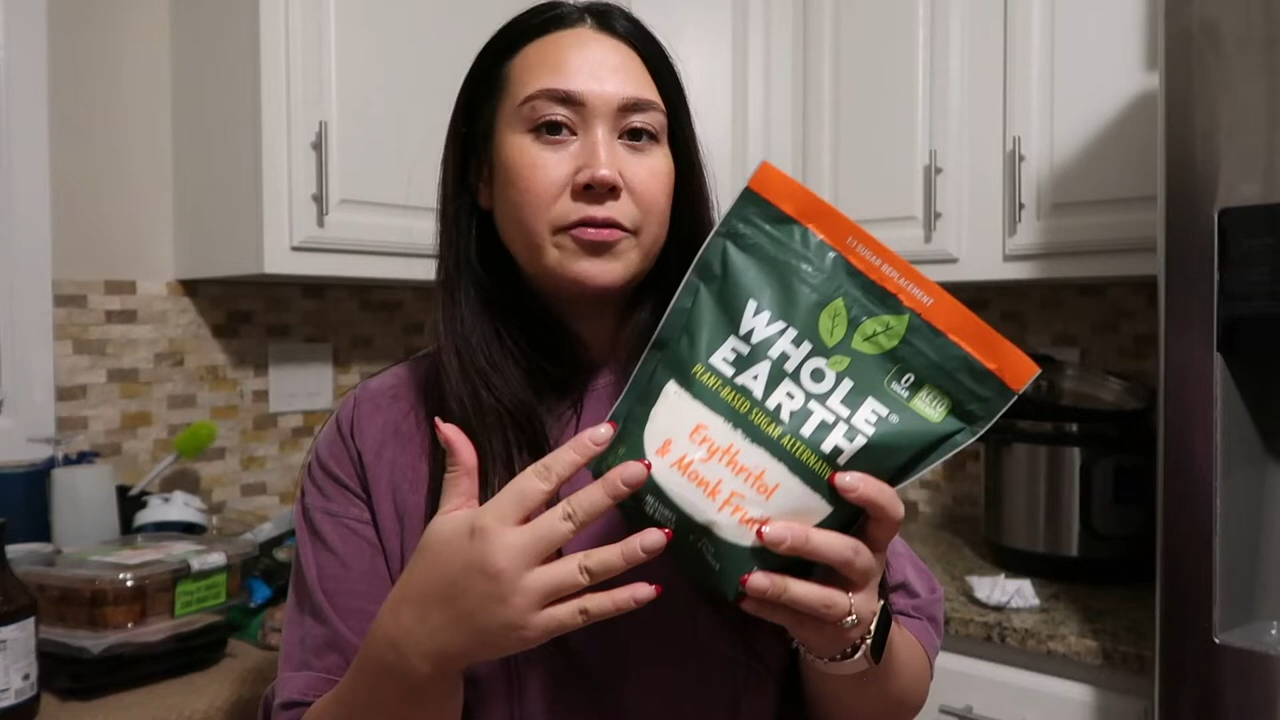 1:1 SUGAR REPLACEMENT
WHOLE
EARTH®
PLANT-BASED SUGAR ALTERNATIVE
0
SUGAR
KETO
Erythritol
& Monk Fruit